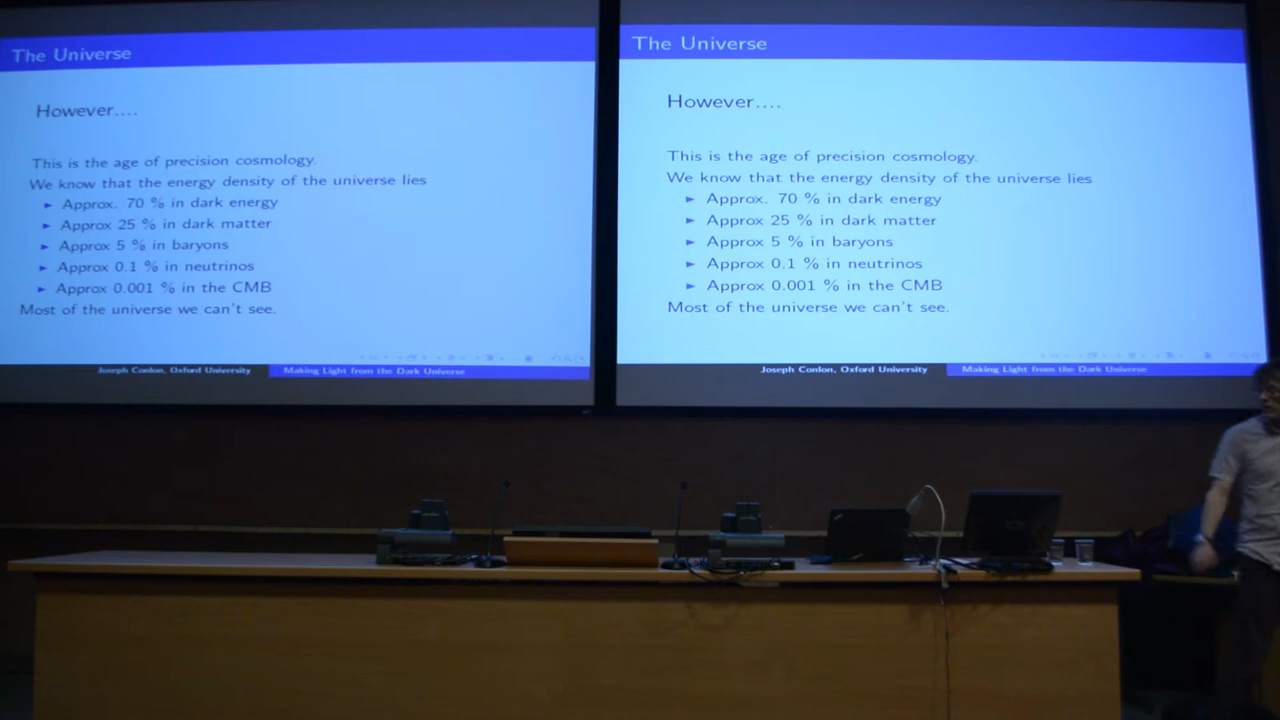 The Universe
However....
This is the age of precision cosmology.
We know that the energy density of the universe lies
► Approx. 70 % in dark energy
► Approx 25 % in dark matter
► Approx 5 % in baryons
► Approx 0.1 % in neutrinos
► Approx 0.001 % in the CMB
Most of the universe we can't see.
Joseph Conlon, Oxford University
Making Light from the Dark Universe
The Universe
However....
This is the age of precision cosmology.
We know that the energy density of the universe lies
► Approx. 70 % in dark energy
► Approx 25 % in dark matter
► Approx 5 % in baryons
► Approx 0.1 % in neutrinos
► Approx 0.001 % in the CMB
Most of the universe we can't see.
Joseph Conlon, Oxford University
Making Light from the Dark Universe